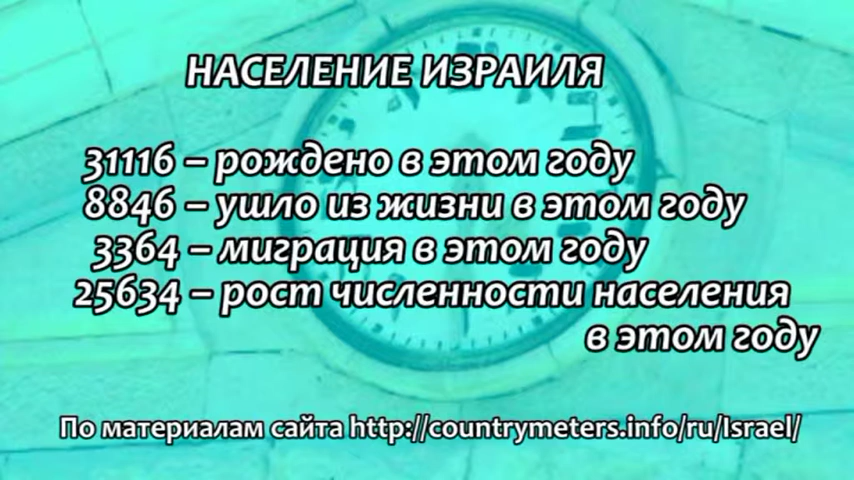 НАСЕЛЕНИЕ ИЗРАИЛЯ
31116 – рождено в этом году
8846 – ушло из жизни в этом году
3364 – миграция в этом году
25634 – рост численности населения
в этом году
По материалам сайта http://countrymeters.info/ru/Israel/